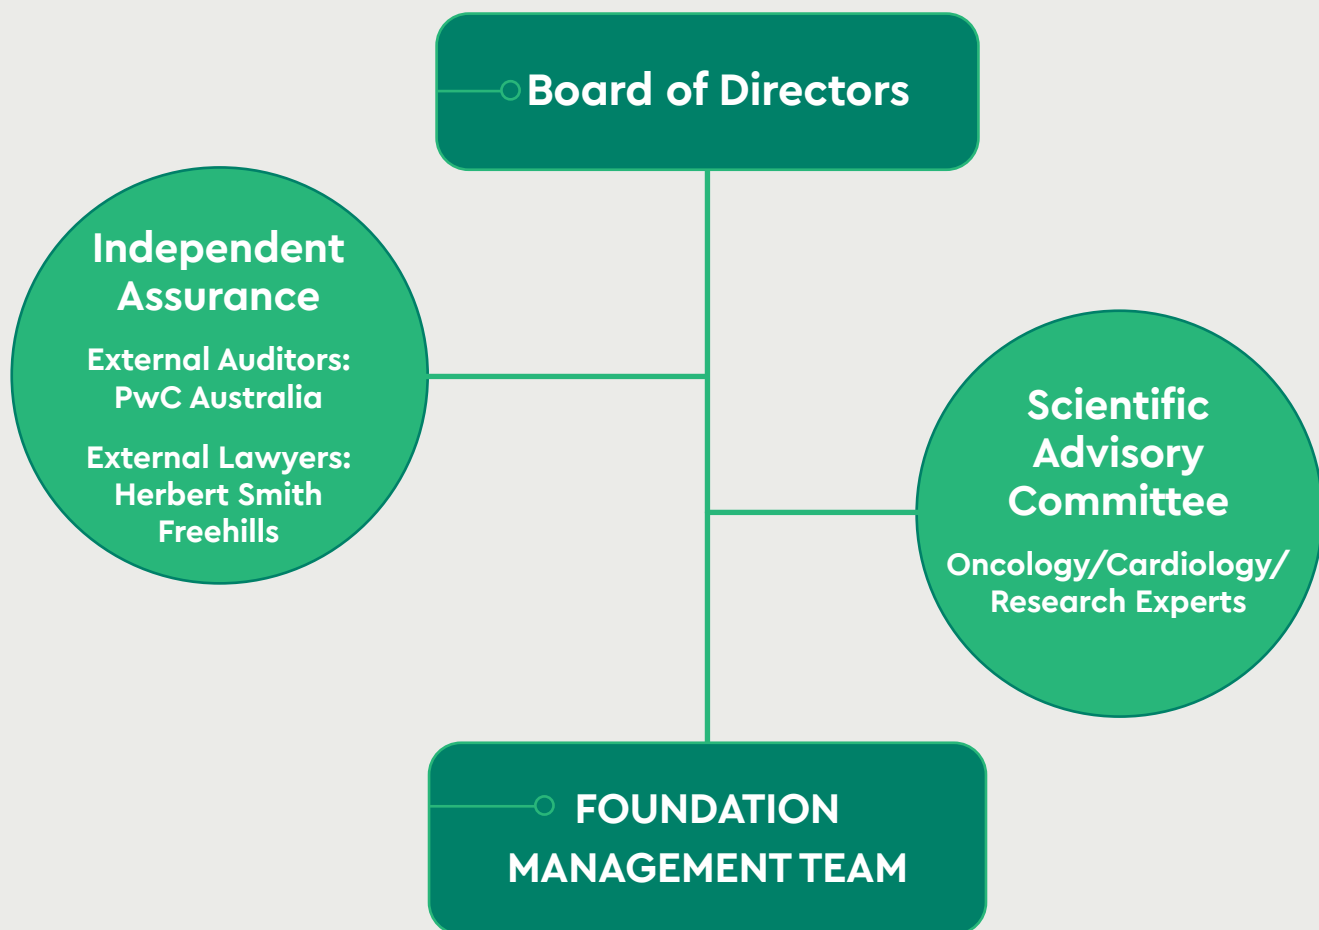 Board of Directors
Independent
Assurance
External Auditors:
PwC Australia
External Lawyers:
Herbert Smith
Freehills
Scientific
Advisory
Committee
Oncology/Cardiology/
Research Experts
FOUNDATION
MANAGEMENT TEAM